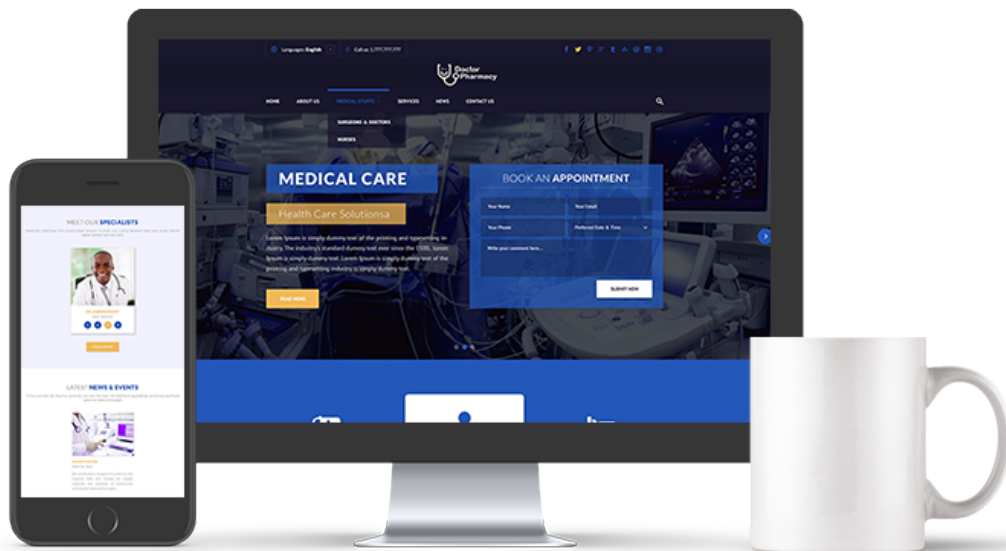 Languages: English
Call us:
Doctor
Pharmacy
HOME ABOUT US MEDICAL STUFFS SERVICES NEWS CONTACT US
SURGEONS & DOCTORS
NURSES
MEDICAL CARE
Health Care Solutionsa
Lorem Ipsum is simply dummy text of the printing and typesetting in-
dustry. The industry's standard dummy text ever since the 1500, lorem
Ipsum is simply dummy text. Lorem Ipsum is simply dummy text of the
printing and typesetting industry is simply dummy text.
READ MORE
BOOK AN APPOINTMENT
Your Name Your Email
Your Phone Preferred Date & Time
Write your comment here...
SUBMIT NOW
MEET OUR SPECIALISTS
LATEST NEWS & EVENTS